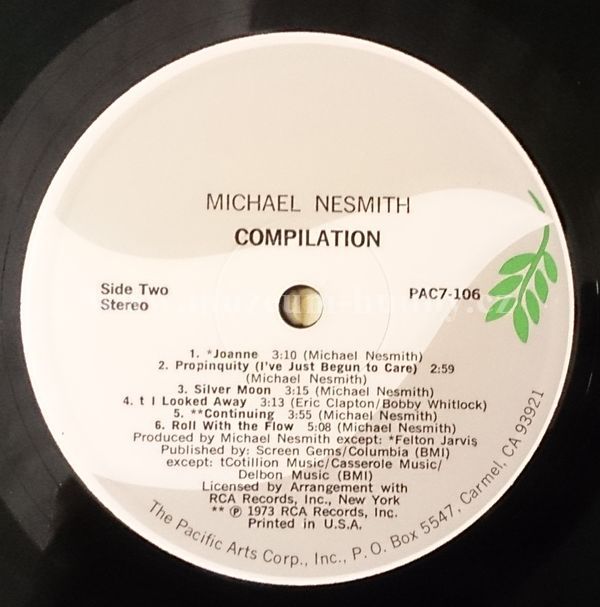 MICHAEL NESMITH
COMPILATION
Side Two
Stereo
PAC7-106
1. *Joanne 3:10 (Michael Nesmith)
2. Propinquity (I've Just Begun to Care) 2:59
(Michael Nesmith)
3. Silver Moon 3:15 (Michael Nesmith)
4. t I Looked Away 3:13 (Eric Clapton/Bobby Whitlock)
5. **Continuing 3:55 (Michael Nesmith)
6. Roll With the Flow 5:08 (Michael Nesmith)
Produced by Michael Nesmith except: *Felton Jarvis
Published by: Screen Gems/Columbia (BMI)
except: tCotillion Music/Casserole Music/
Delbon Music (BMI)
Licensed by Arrangement with
RCA Records, Inc., New York
** ℗ 1973 RCA Records, Inc.
Printed in U.S.A.
The Pacific Arts Corp., Inc., P. O. Box 5547, Carmel, CA 93921